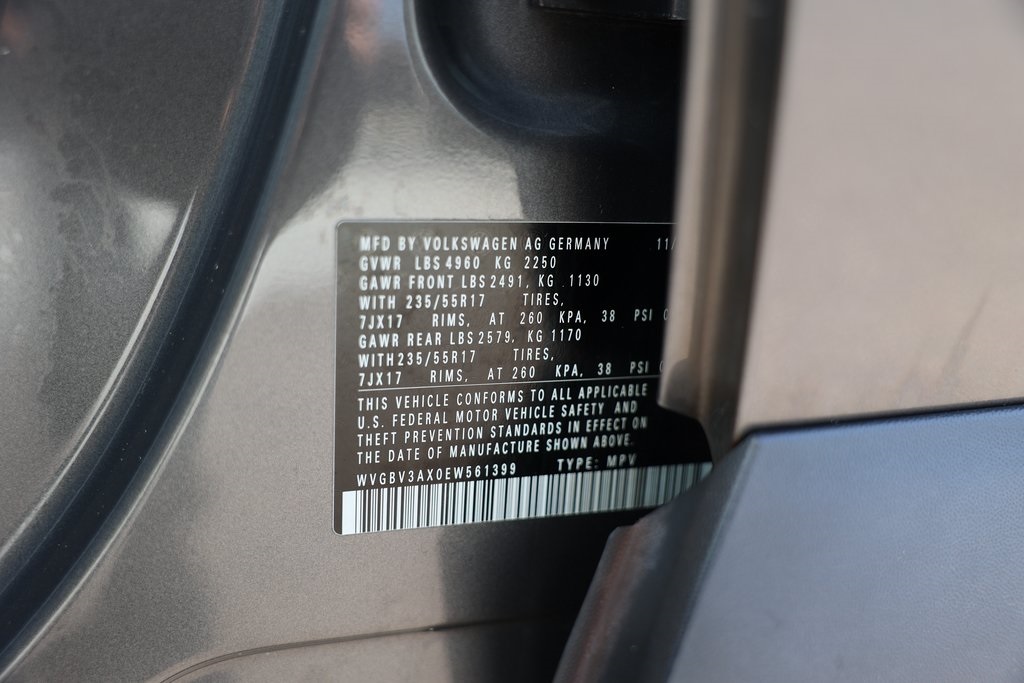 MFD BY VOLKSWAGEN AG GERMANY 11/
GVWR LBS 4960 KG 2250
GAWR FRONT LBS 2491, KG 1130
WITH 235/55R17 TIRES,
7JX17 RIMS, AT 260 KPA, 38 PSI
GAWR REAR LBS 2579, KG 1170
WITH 235/55R17 TIRES,
7JX17 RIMS, AT 260 KPA, 38 PSI
THIS VEHICLE CONFORMS TO ALL APPLICABLE
U.S. FEDERAL MOTOR VEHICLE SAFETY AND
THEFT PREVENTION STANDARDS IN EFFECT ON
THE DATE OF MANUFACTURE SHOWN ABOVE.
WVGBV3AX0EW561399 TYPE: MPV